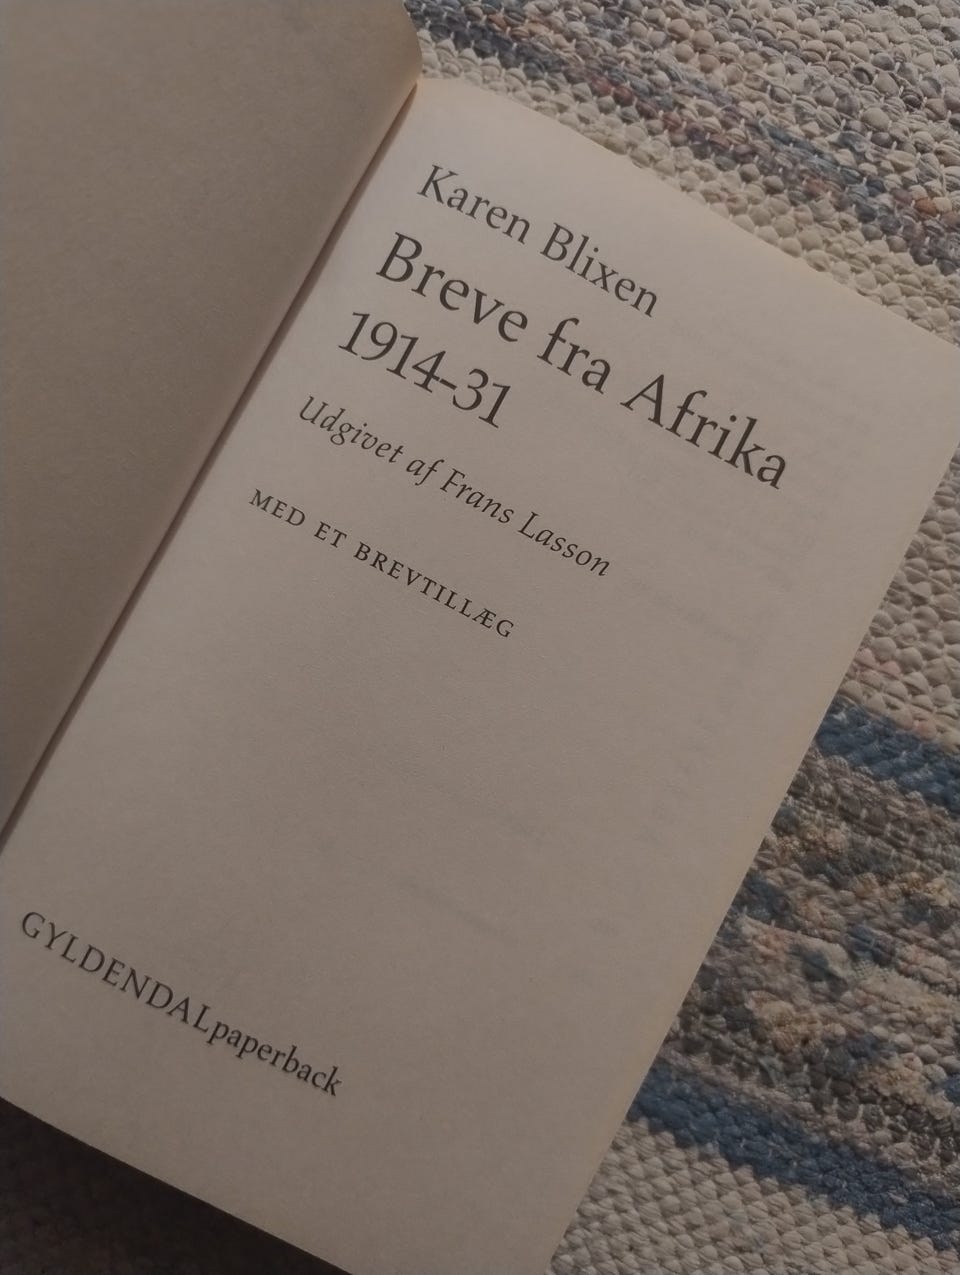 Karen Blixen
Breve fra Afrika
1914-31
Udgivet af Frans Lasson
MED ET BREVTILLÆG
GYLDENDALpaperback